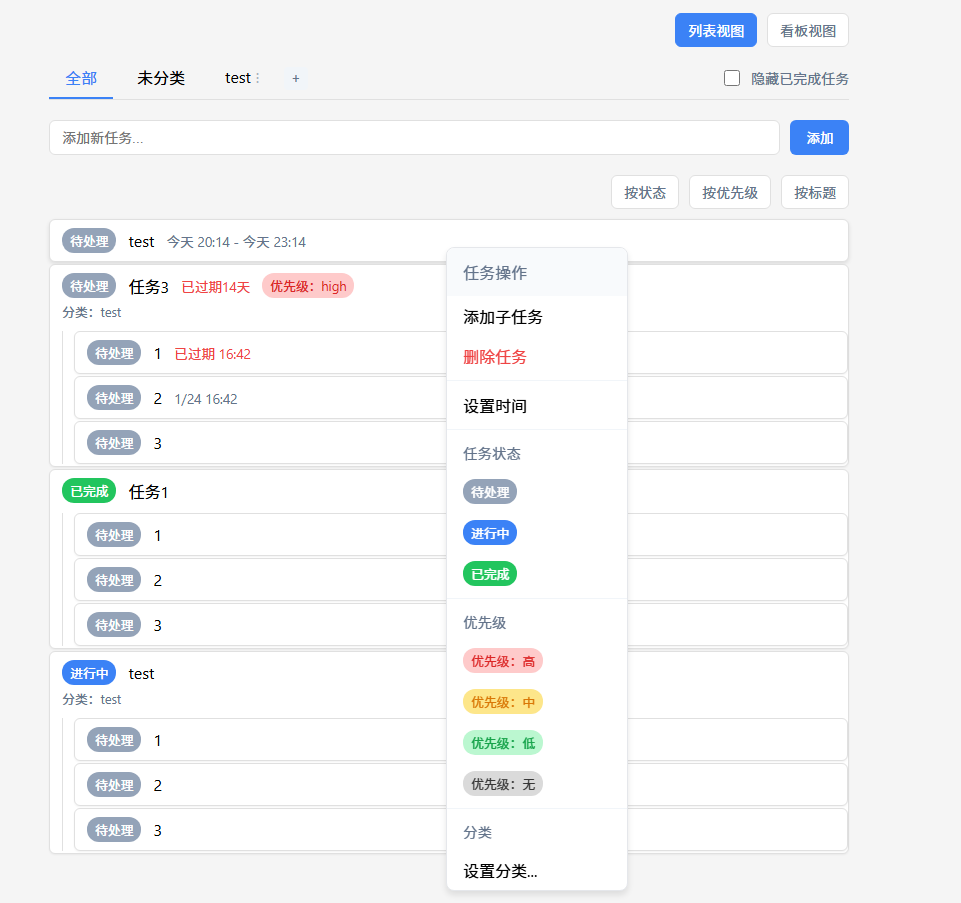 列表视图 看板视图
全部 未分类 test ⋮ + 隐藏已完成任务
添加新任务... 添加
按状态 按优先级 按标题
待处理 test 今天 20:14 - 今天 23:14
待处理 任务3 已过期14天 优先级：high
分类：test
待处理 1 已过期 16:42
待处理 2 1/24 16:42
待处理 3
已完成 任务1
待处理 1
待处理 2
待处理 3
进行中 test
分类：test
待处理 1
待处理 2
待处理 3
任务操作
添加子任务
删除任务
设置时间
任务状态
待处理
进行中
已完成
优先级
优先级：高
优先级：中
优先级：低
优先级：无
分类
设置分类...